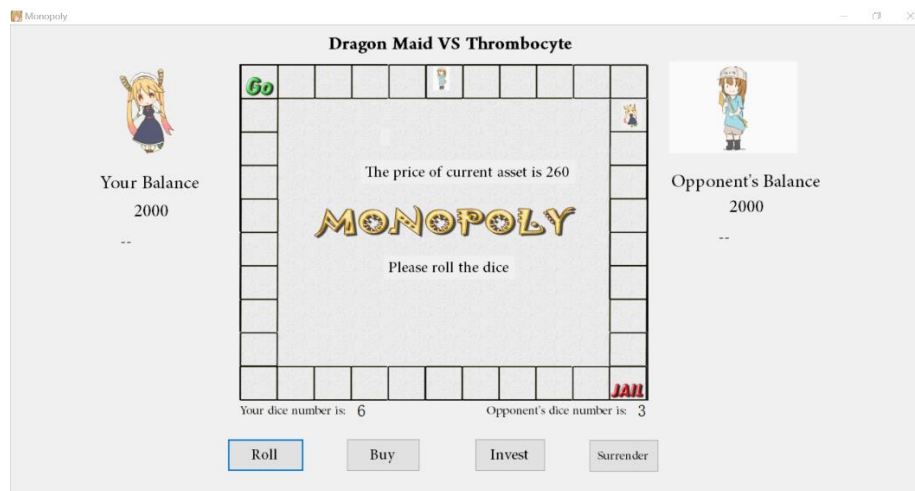 Monopoly
Dragon Maid VS Thrombocyte
Go
The price of current asset is 260
Your Balance
2000
--
Opponent's Balance
2000
--
MONOPOLY
Please roll the dice
JAIL
Your dice number is: 6
Opponent's dice number is: 3
Roll
Buy
Invest
Surrender